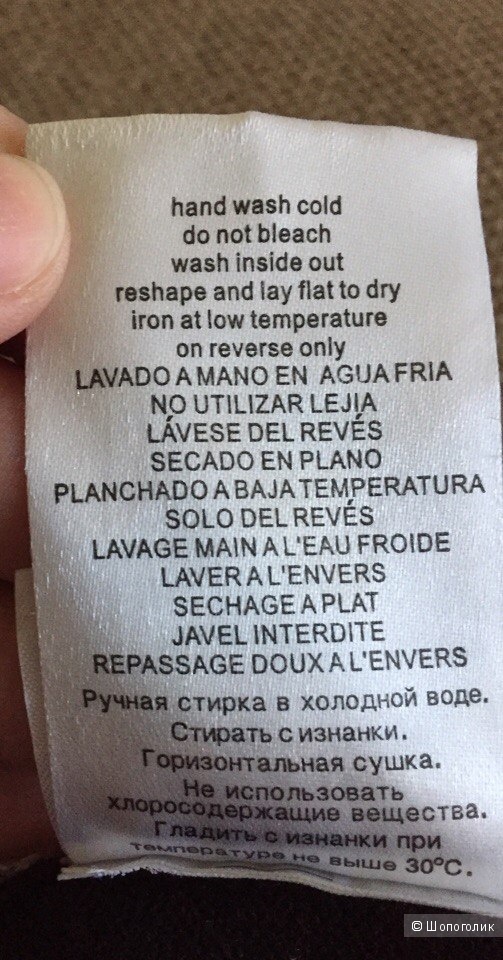 hand wash cold
do not bleach
wash inside out
reshape and lay flat to dry
iron at low temperature
on reverse only
LAVADO A MANO EN AGUA FRIA
NO UTILIZAR LEJIA
LÁVESE DEL REVÉS
SECADO EN PLANO
PLANCHADO A BAJA TEMPERATURA
SOLO DEL REVÉS
LAVAGE MAIN A L'EAU FROIDE
LAVER A L'ENVERS
SECHAGE A PLAT
JAVEL INTERDITE
REPASSAGE DOUX A L'ENVERS
Ручная стирка в холодной воде.
Стирать с изнанки.
Горизонтальная сушка.
Не использовать
хлоросодержащие вещества.
Гладить с изнанки при
температуре не выше 30°C.
© Шопоголик